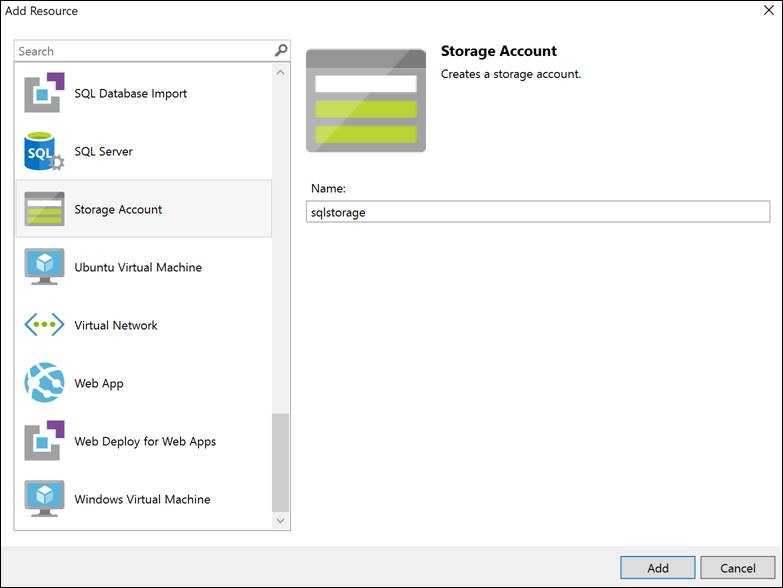 Add Resource
Search
SQL Database Import
SQL
SQL Server
Storage Account
Ubuntu Virtual Machine
Virtual Network
Web App
Web Deploy for Web Apps
Windows Virtual Machine
Storage Account
Creates a storage account.
Name:
sqlstorage
Add
Cancel